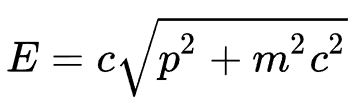 E = c√(p² + m²c²)